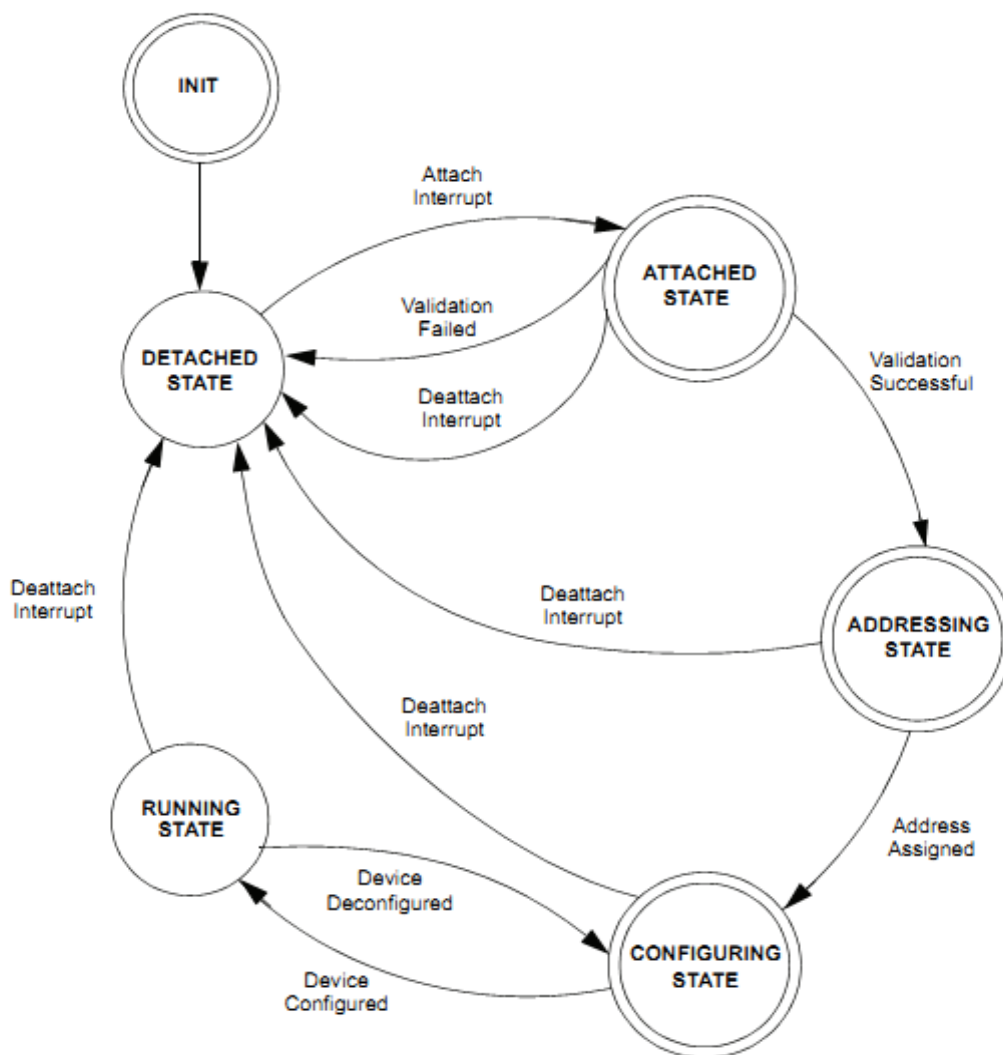 INIT
Attach
Interrupt
ATTACHED
STATE
Validation
Failed
DETACHED
STATE
Validation
Successful
Deattach
Interrupt
Deattach
Interrupt
Deattach
Interrupt
ADDRESSING
STATE
Deattach
Interrupt
RUNNING
STATE
Address
Assigned
Device
Deconfigured
CONFIGURING
STATE
Device
Configured